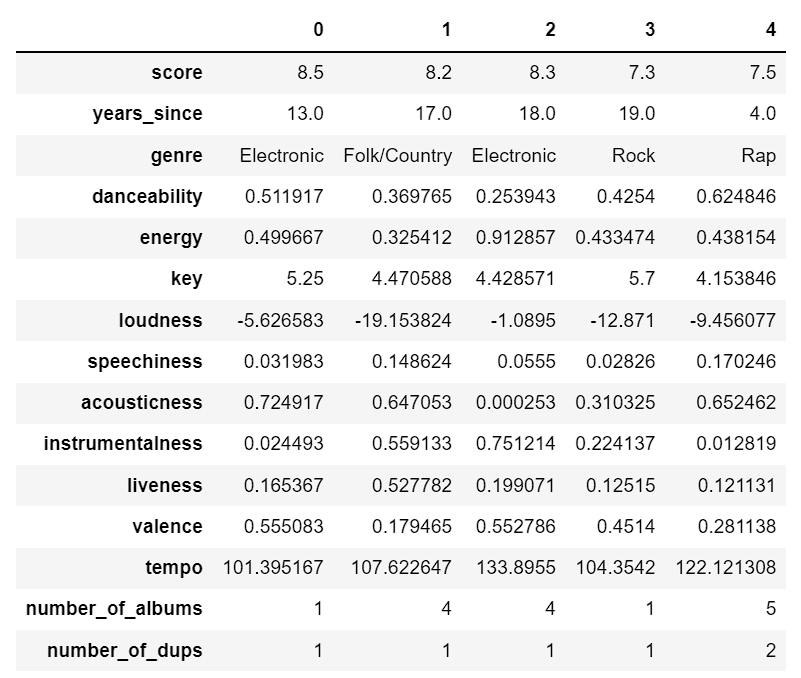 0 1 2 3 4
score 8.5 8.2 8.3 7.3 7.5
years_since 13.0 17.0 18.0 19.0 4.0
genre Electronic Folk/Country Electronic Rock Rap
danceability 0.511917 0.369765 0.253943 0.4254 0.624846
energy 0.499667 0.325412 0.912857 0.433474 0.438154
key 5.25 4.470588 4.428571 5.7 4.153846
loudness -5.626583 -19.153824 -1.0895 -12.871 -9.456077
speechiness 0.031983 0.148624 0.0555 0.02826 0.170246
acousticness 0.724917 0.647053 0.000253 0.310325 0.652462
instrumentalness 0.024493 0.559133 0.751214 0.224137 0.012819
liveness 0.165367 0.527782 0.199071 0.12515 0.121131
valence 0.555083 0.179465 0.552786 0.4514 0.281138
tempo 101.395167 107.622647 133.8955 104.3542 122.121308
number_of_albums 1 4 4 1 5
number_of_dups 1 1 1 1 2